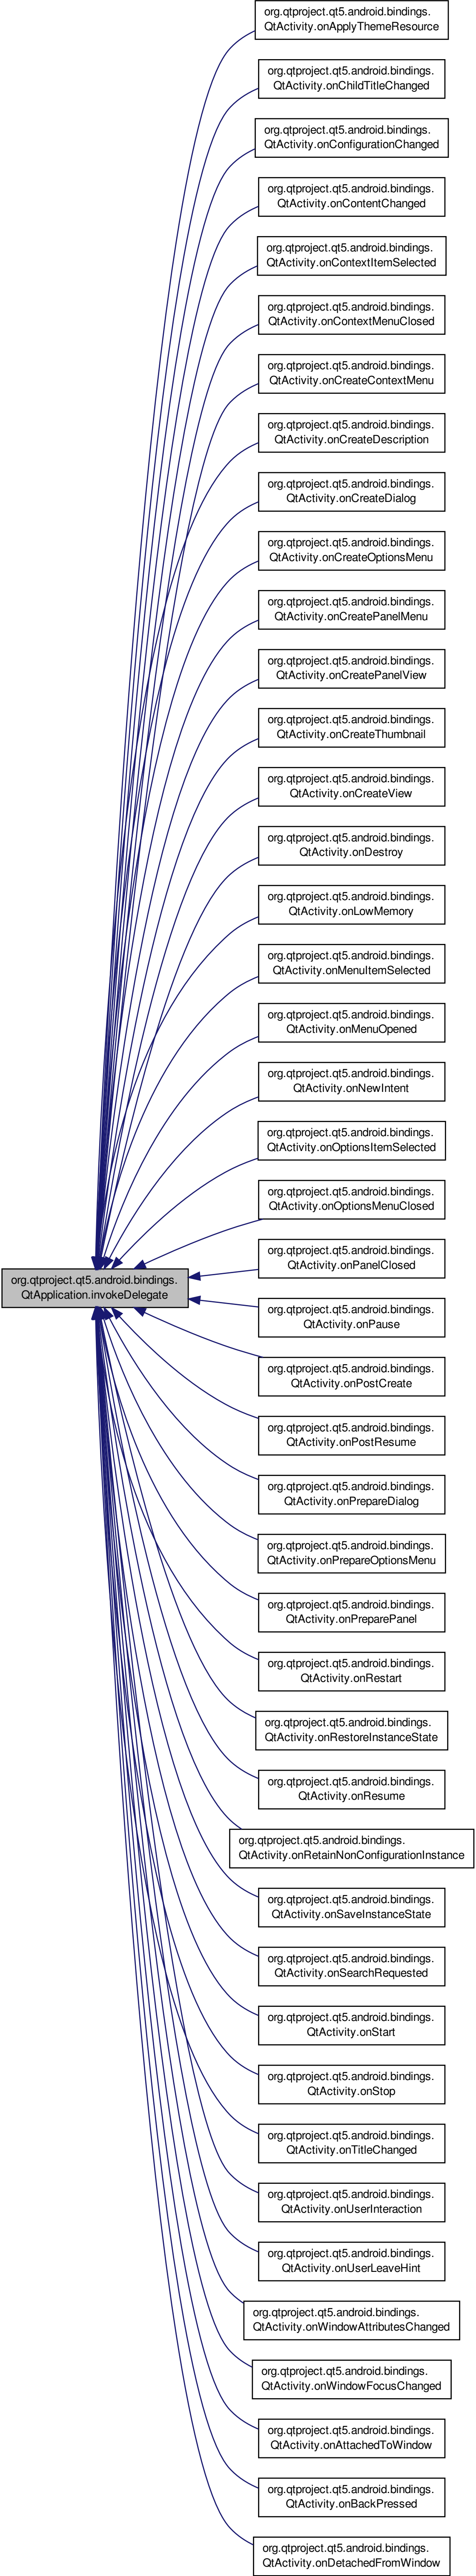 org.qtproject.qt5.android.bindings.
QtActivity.onApplyThemeResource
org.qtproject.qt5.android.bindings.
QtActivity.onChildTitleChanged
org.qtproject.qt5.android.bindings.
QtActivity.onConfigurationChanged
org.qtproject.qt5.android.bindings.
QtActivity.onContentChanged
org.qtproject.qt5.android.bindings.
QtActivity.onContextItemSelected
org.qtproject.qt5.android.bindings.
QtActivity.onContextMenuClosed
org.qtproject.qt5.android.bindings.
QtActivity.onCreateContextMenu
org.qtproject.qt5.android.bindings.
QtActivity.onCreateDescription
org.qtproject.qt5.android.bindings.
QtActivity.onCreateDialog
org.qtproject.qt5.android.bindings.
QtActivity.onCreateOptionsMenu
org.qtproject.qt5.android.bindings.
QtActivity.onCreatePanelMenu
org.qtproject.qt5.android.bindings.
QtActivity.onCreatePanelView
org.qtproject.qt5.android.bindings.
QtActivity.onCreateThumbnail
org.qtproject.qt5.android.bindings.
QtActivity.onCreateView
org.qtproject.qt5.android.bindings.
QtActivity.onDestroy
org.qtproject.qt5.android.bindings.
QtActivity.onLowMemory
org.qtproject.qt5.android.bindings.
QtActivity.onMenuItemSelected
org.qtproject.qt5.android.bindings.
QtActivity.onMenuOpened
org.qtproject.qt5.android.bindings.
QtActivity.onNewIntent
org.qtproject.qt5.android.bindings.
QtActivity.onOptionsItemSelected
org.qtproject.qt5.android.bindings.
QtActivity.onOptionsMenuClosed
org.qtproject.qt5.android.bindings.
QtActivity.onPanelClosed
org.qtproject.qt5.android.bindings.
QtApplication.invokeDelegate
org.qtproject.qt5.android.bindings.
QtActivity.onPause
org.qtproject.qt5.android.bindings.
QtActivity.onPostCreate
org.qtproject.qt5.android.bindings.
QtActivity.onPostResume
org.qtproject.qt5.android.bindings.
QtActivity.onPrepareDialog
org.qtproject.qt5.android.bindings.
QtActivity.onPrepareOptionsMenu
org.qtproject.qt5.android.bindings.
QtActivity.onPreparePanel
org.qtproject.qt5.android.bindings.
QtActivity.onRestart
org.qtproject.qt5.android.bindings.
QtActivity.onRestoreInstanceState
org.qtproject.qt5.android.bindings.
QtActivity.onResume
org.qtproject.qt5.android.bindings.
QtActivity.onRetainNonConfigurationInstance
org.qtproject.qt5.android.bindings.
QtActivity.onSaveInstanceState
org.qtproject.qt5.android.bindings.
QtActivity.onSearchRequested
org.qtproject.qt5.android.bindings.
QtActivity.onStart
org.qtproject.qt5.android.bindings.
QtActivity.onStop
org.qtproject.qt5.android.bindings.
QtActivity.onTitleChanged
org.qtproject.qt5.android.bindings.
QtActivity.onUserInteraction
org.qtproject.qt5.android.bindings.
QtActivity.onUserLeaveHint
org.qtproject.qt5.android.bindings.
QtActivity.onWindowAttributesChanged
org.qtproject.qt5.android.bindings.
QtActivity.onWindowFocusChanged
org.qtproject.qt5.android.bindings.
QtActivity.onAttachedToWindow
org.qtproject.qt5.android.bindings.
QtActivity.onBackPressed
org.qtproject.qt5.android.bindings.
QtActivity.onDetachedFromWindow